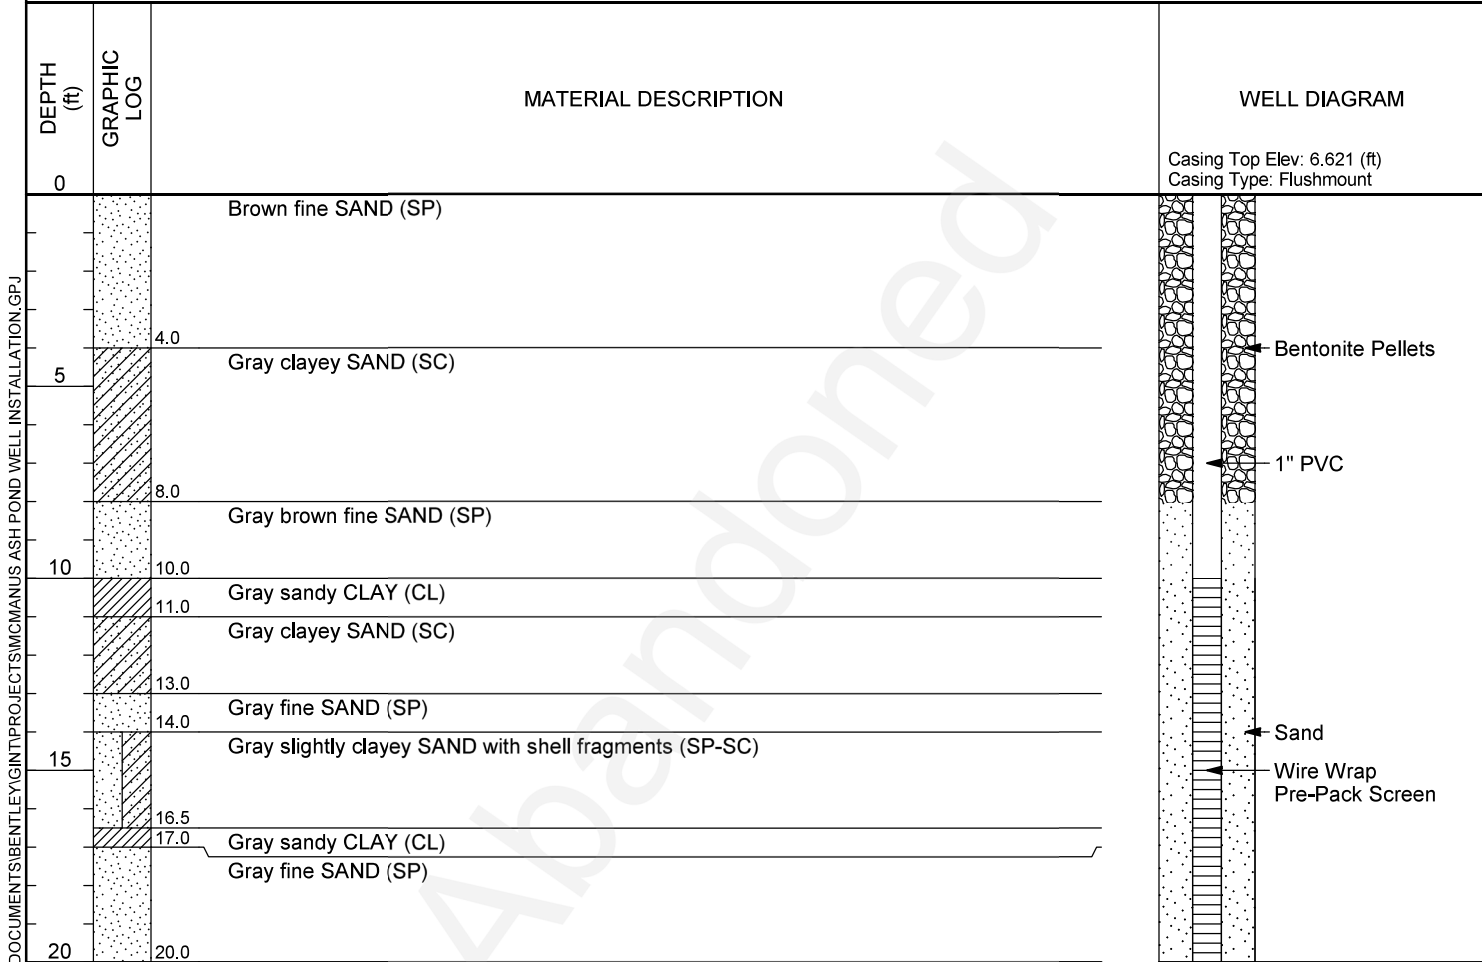 DEPTH
(ft)
GRAPHIC
LOG
MATERIAL DESCRIPTION
WELL DIAGRAM
Casing Top Elev: 6.621 (ft)
Casing Type: Flushmount
0
Brown fine SAND (SP)
4.0
Gray clayey SAND (SC)
Bentonite Pellets
5
1" PVC
8.0
Gray brown fine SAND (SP)
10
10.0
Gray sandy CLAY (CL)
11.0
Gray clayey SAND (SC)
13.0
Gray fine SAND (SP)
14.0
Gray slightly clayey SAND with shell fragments (SP-SC)
Sand
15
Wire Wrap
Pre-Pack Screen
16.5
17.0
Gray sandy CLAY (CL)
Gray fine SAND (SP)
20
20.0
Abandoned
DOCUMENTS\BENTLEY\GINT\PROJECTS\MCMANUS ASH POND WELL INSTALLATION.GPJ